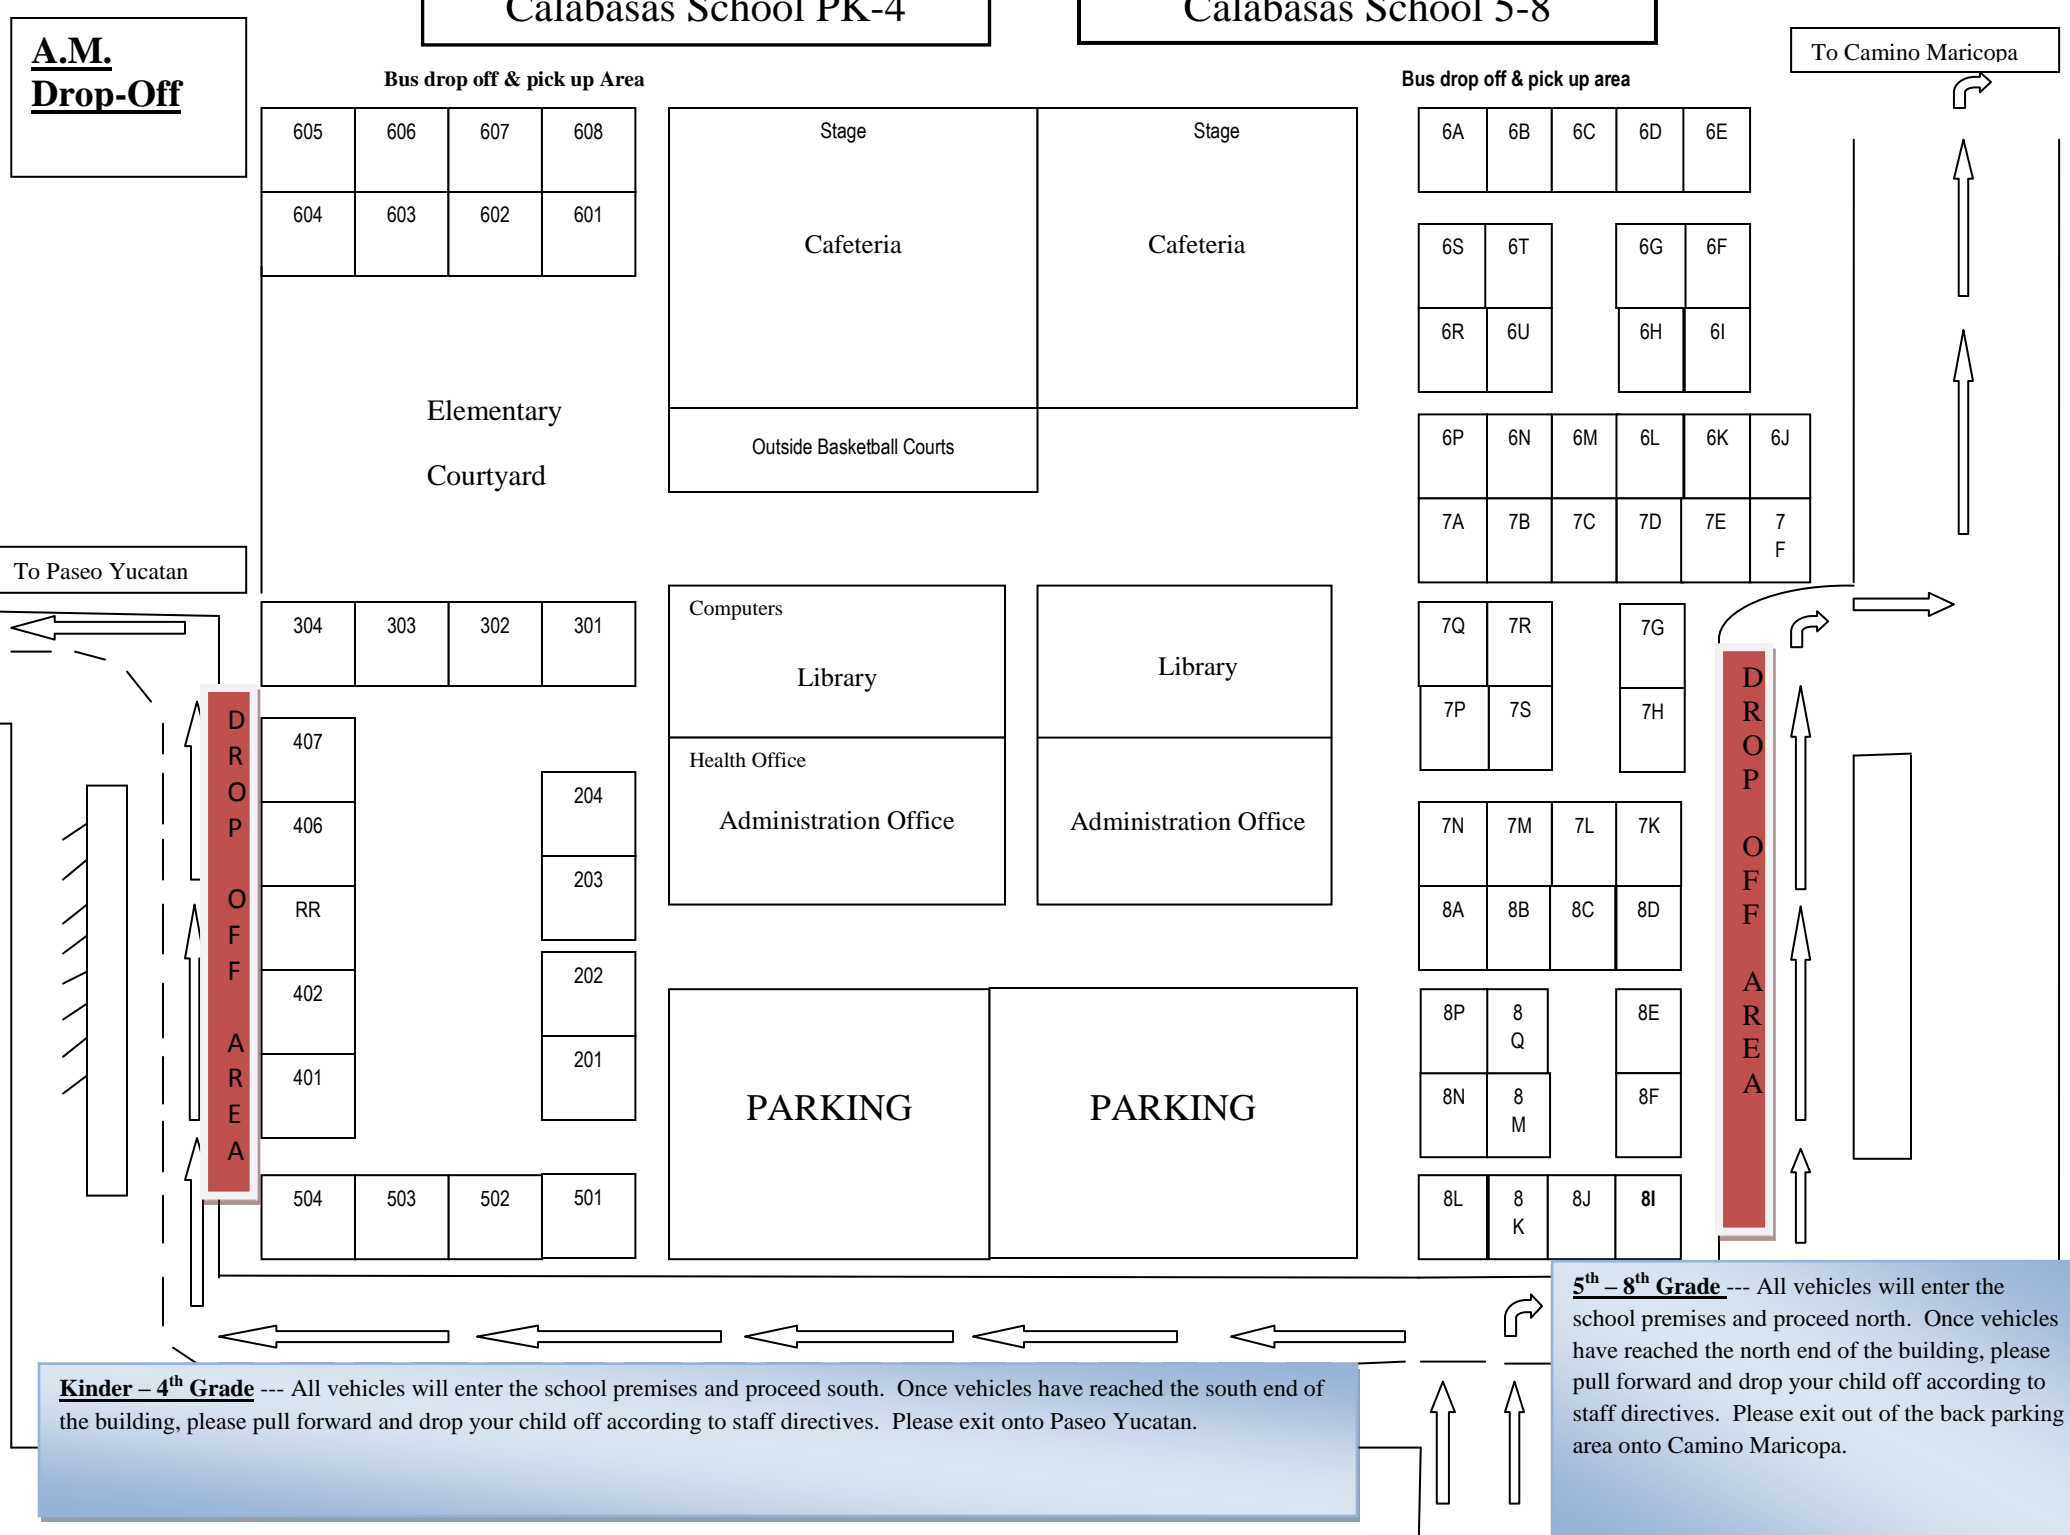 Calabasas School PK-4
Calabasas School 5-8
A.M.
Drop-Off
To Camino Maricopa
Bus drop off & pick up Area
Bus drop off & pick up area
605 606 607 608
604 603 602 601
Stage
Stage
Cafeteria
Cafeteria
6A 6B 6C 6D 6E
6S 6T 6G 6F
6R 6U 6H 6I
Elementary
Courtyard
Outside Basketball Courts
6P 6N 6M 6L 6K 6J
7A 7B 7C 7D 7E 7
F
To Paseo Yucatan
304 303 302 301
Computers
Library
Library
7Q 7R 7G
7P 7S 7H
DROP OFF AREA
407
406
RR
402
401
204
203
202
201
Health Office
Administration Office
Administration Office
7N 7M 7L 7K
8A 8B 8C 8D
DROP OFF AREA
PARKING
PARKING
8P 8
Q
8E
8N 8
M
8F
504 503 502 501
8L 8
K
8J 8I
5th – 8th Grade --- All vehicles will enter the
school premises and proceed north. Once vehicles
have reached the north end of the building, please
pull forward and drop your child off according to
staff directives. Please exit out of the back parking
area onto Camino Maricopa.
Kinder – 4th Grade --- All vehicles will enter the school premises and proceed south. Once vehicles have reached the south end of
the building, please pull forward and drop your child off according to staff directives. Please exit onto Paseo Yucatan.